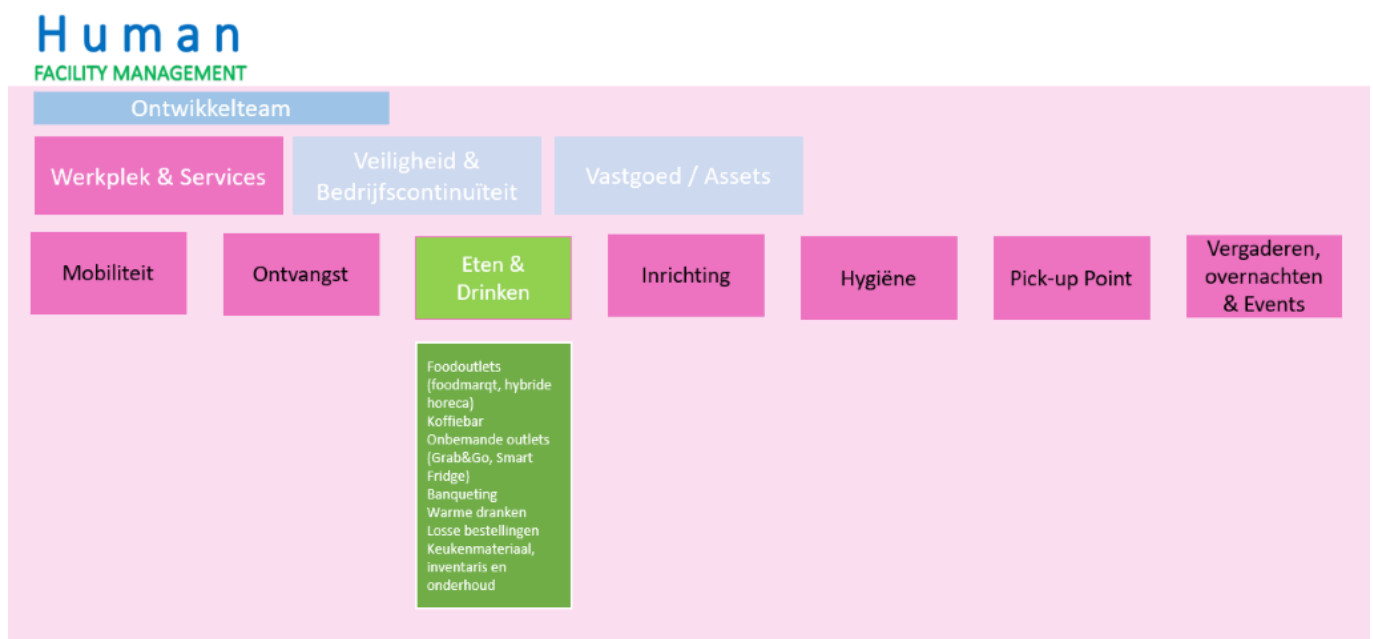 Human
FACILITY MANAGEMENT
Ontwikkelteam
Werkplek & Services
Veiligheid &
Bedrijfscontinuïteit
Vastgoed / Assets
Mobiliteit
Ontvangst
Eten &
Drinken
Inrichting
Hygiëne
Pick-up Point
Vergaderen,
overnachten
& Events
Foodoutlets
(foodmarqt, hybride
horeca)
Koffiebar
Onbemande outlets
(Grab&Go, Smart
Fridge)
Banqueting
Warme dranken
Losse bestellingen
Keukenmateriaal,
inventaris en
onderhoud